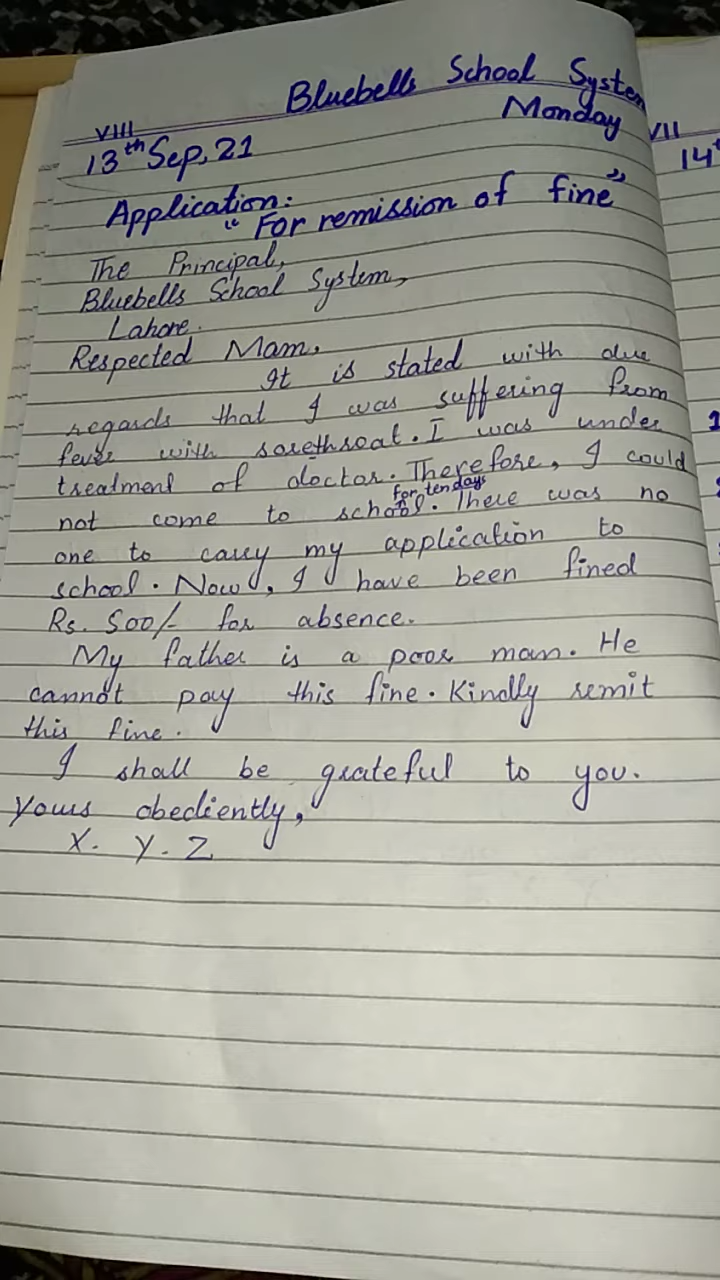 Bluebells School System
VIII Monday
13th Sep, 21
Application:
" For remission of fine"
The Principal,
Bluebells School System,
Lahore.
Respected Mam,
It is stated with due
regards that I was suffering from
fever with sorethroat. I was under
treatment of doctor. Therefore, I could
for ten days
not come to school. There was no
one to carry my application to
school. Now, I have been fined
Rs. 500/- for absence.
My father is a poor man. He
cannot pay this fine. Kindly remit
this fine.
I shall be grateful to you.
Yours obediently,
X. Y. Z
VII
14